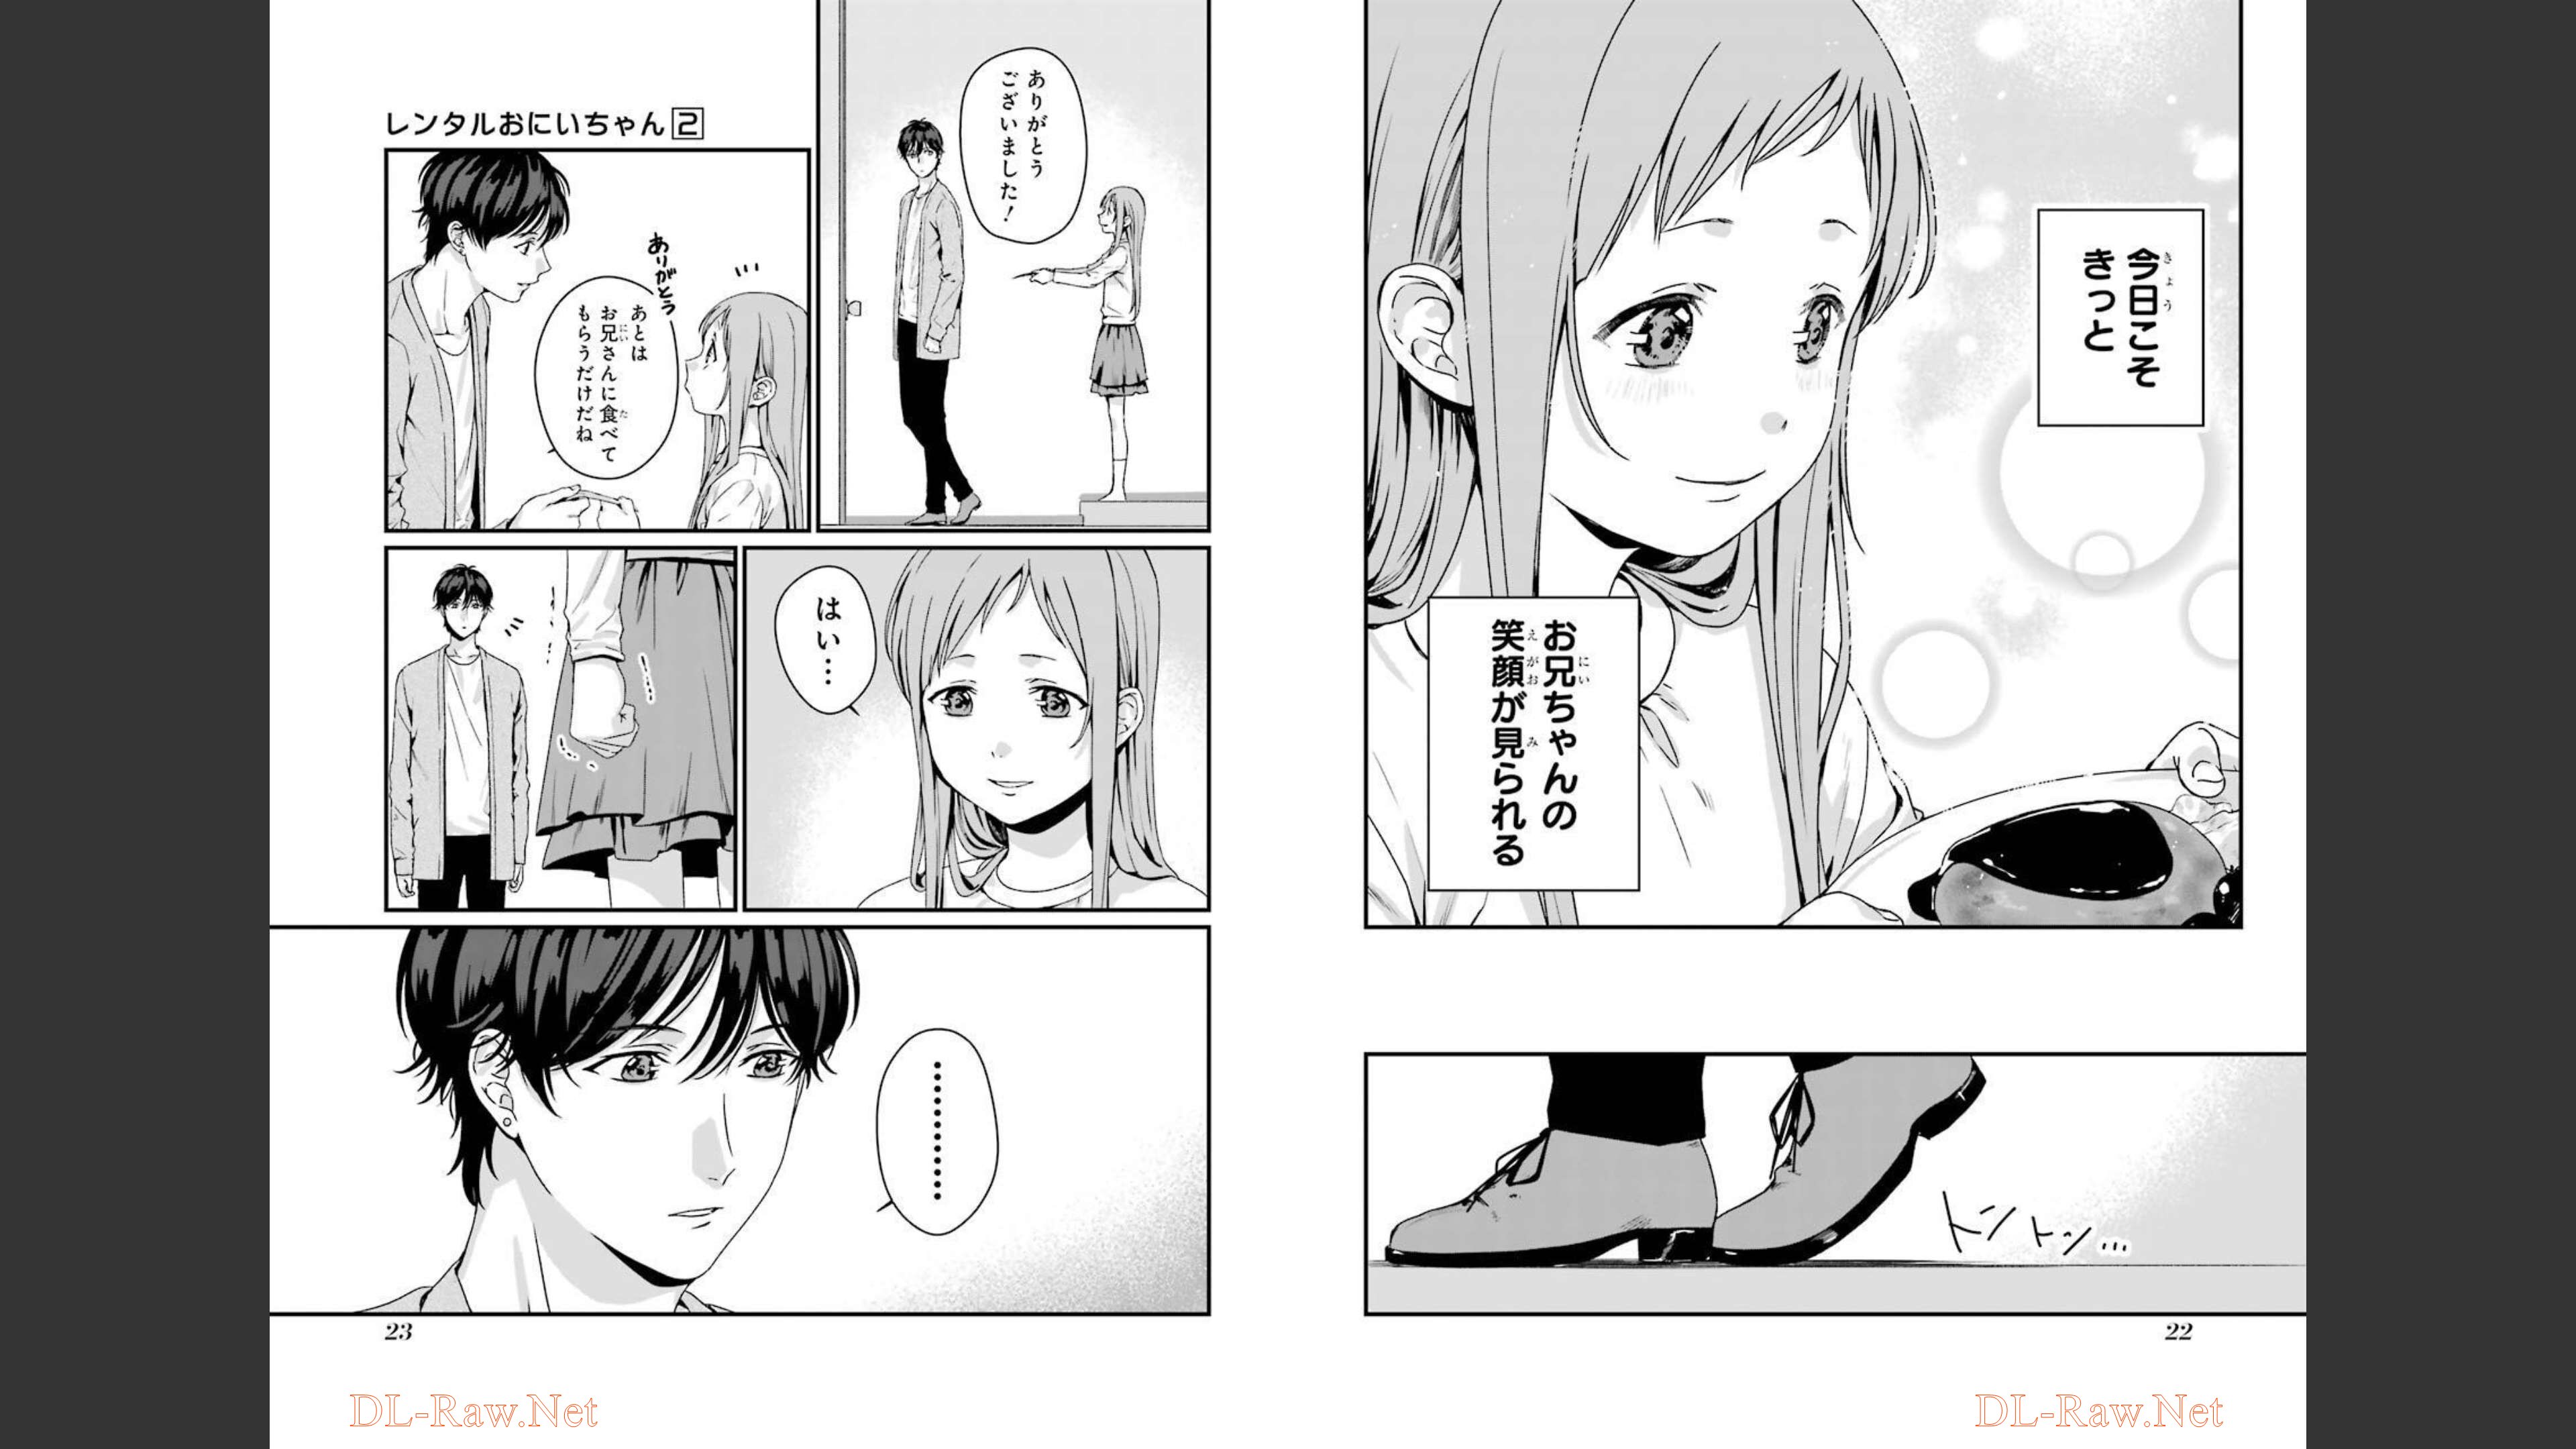 今日こそ
きっと
お兄ちゃんの
笑顔が見られる
トントン…
22
ありがとう
ございました!
レンタルおにいちゃん2
ありがとう
あとは
お兄さんに食べて
もらうだけだね
はい…
…………
23
DL-Raw.Net
DL-Raw.Net